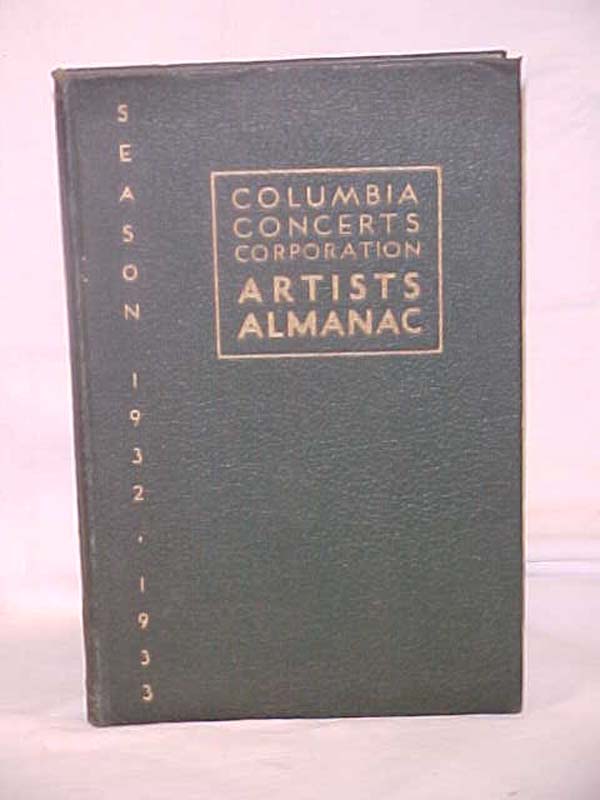 SEASON 1932 · 1933
COLUMBIA
CONCERTS
CORPORATION
ARTISTS
ALMANAC